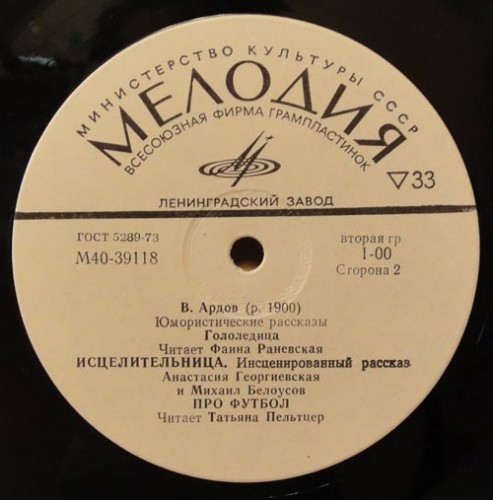 МИНИСТЕРСТВО КУЛЬТУРЫ СССР
МЕЛОДИЯ
ВСЕСОЮЗНАЯ ФИРМА ГРАМПЛАСТИНОК
▽33
ЛЕНИНГРАДСКИЙ ЗАВОД
ГОСТ 5289-73
М40-39118
вторая гр
1-00
Сторона 2
В. Ардов (р. 1900)
Юмористические рассказы
Гололедица
Читает Фаина Раневская
ИСЦЕЛИТЕЛЬНИЦА. Инсценированный рассказ
Анастасия Георгиевская
и Михаил Белоусов
ПРО ФУТБОЛ
Читает Татьяна Пельтцер